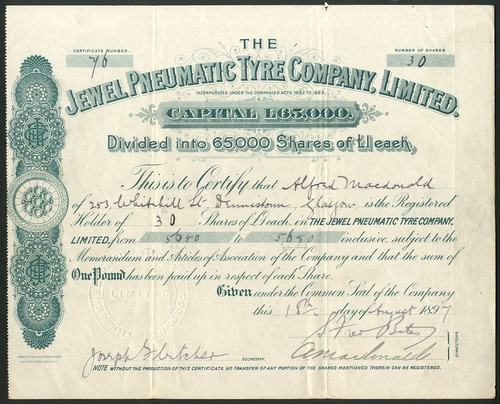 THE
CERTIFICATE NUMBER. NUMBER OF SHARES
76 30
JEWEL PNEUMATIC TYRE COMPANY, LIMITED.
INCORPORATED UNDER THE COMPANIES ACTS 1862 TO 1893.
CAPITAL £65,000.
Divided into 65,000 Shares of £1 each,
This is to Certify that Alfred Macdonald
of 253 Whitehill St. Dennistoun, Glasgow is the Registered
Holder of 30 Shares of £1 each, in THE JEWEL PNEUMATIC TYRE COMPANY,
LIMITED, from to 5680 inclusive, subject to the
Memorandum and Articles of Association of the Company and that the sum of
One Pound has been paid up in respect of each Share.
Given under the Common Seal of the Company
this 18th day of August 1897
DIRECTORS.
Joseph Fletcher SECRETARY. A Macdonald
NOTE WITHOUT THE PRODUCTION OF THIS CERTIFICATE, NO TRANSFER OF ANY PORTION OF THE SHARES MENTIONED THEREIN CAN BE REGISTERED.